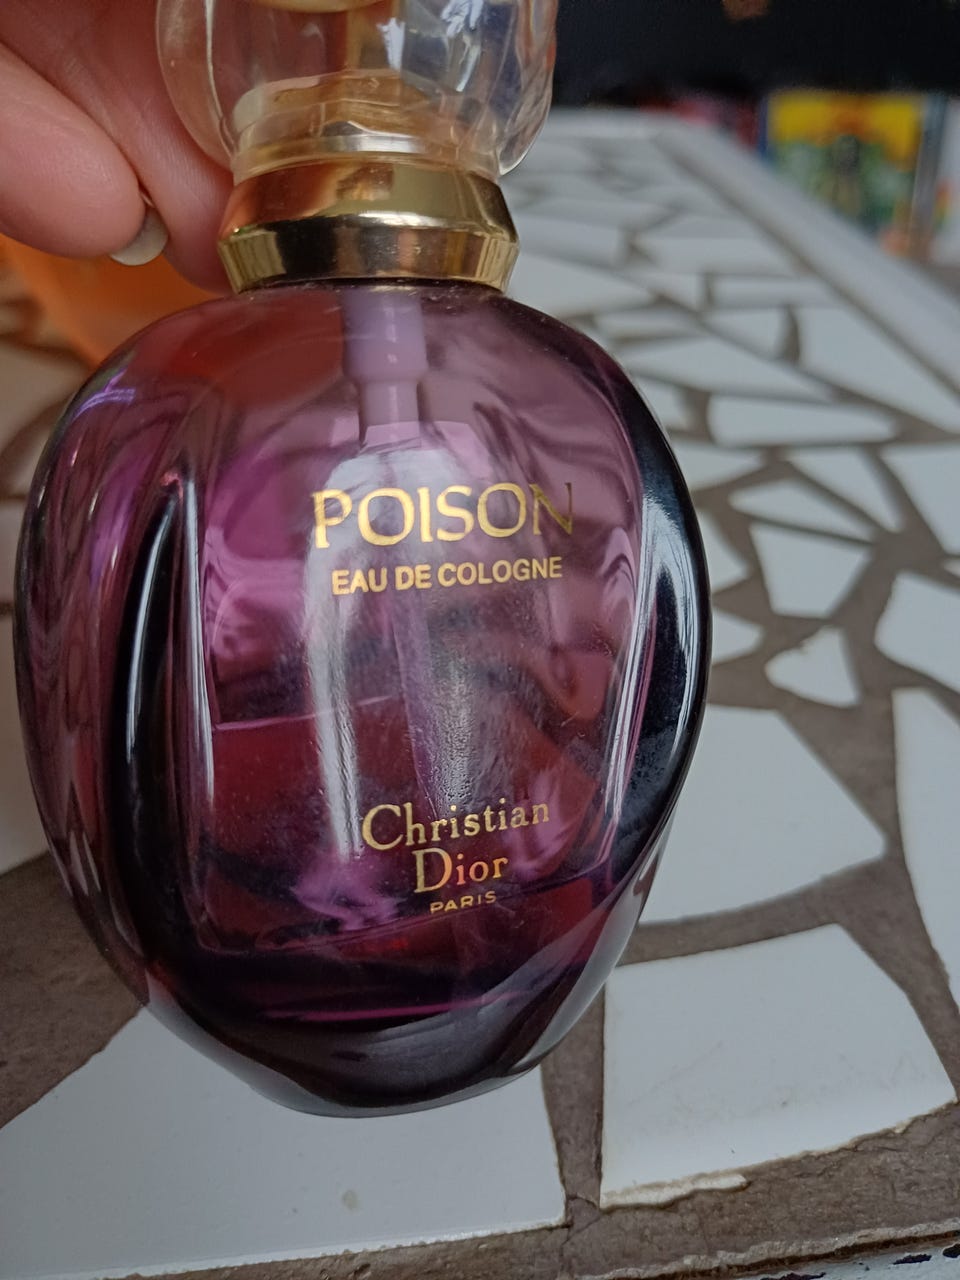 POISON
EAU DE COLOGNE
Christian
Dior
PARIS